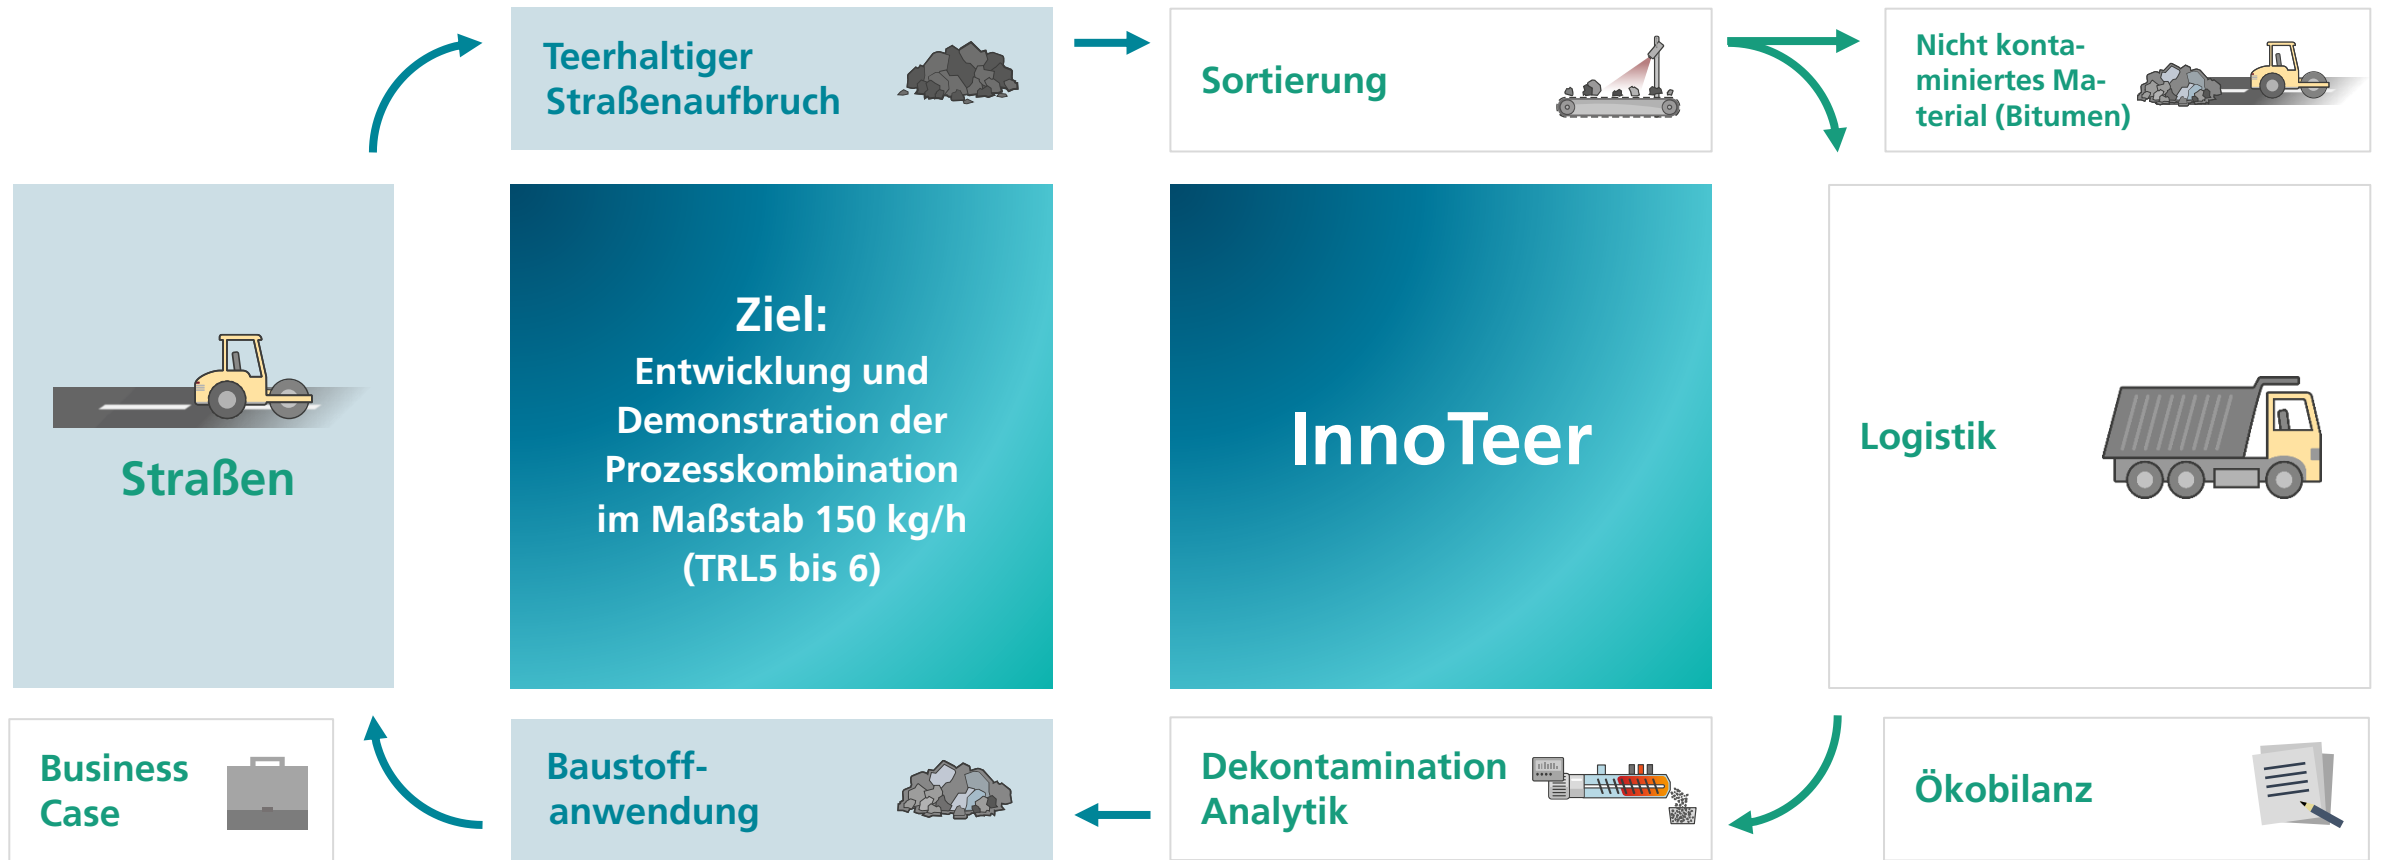 Teerhaltiger
Straßenaufbruch
Sortierung
Nicht konta-
miniertes Ma-
terial (Bitumen)
Straßen
Ziel:
Entwicklung und
Demonstration der
Prozesskombination
im Maßstab 150 kg/h
(TRL5 bis 6)
InnoTeer
Logistik
Business
Case
Baustoff-
anwendung
Dekontamination
Analytik
Ökobilanz